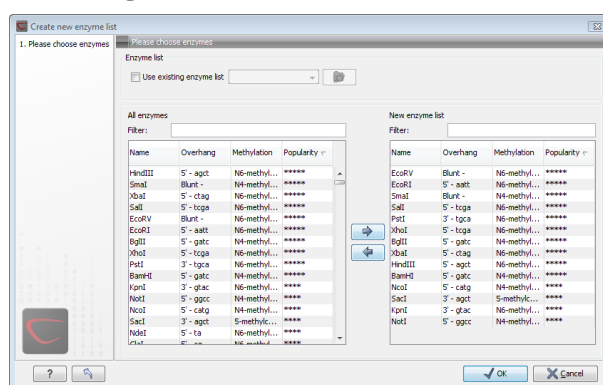 Create new enzyme list
1. Please choose enzymes
Please choose enzymes
Enzyme list
Use existing enzyme list
All enzymes
Filter:
Name Overhang Methylation Popularity
HindIII 5' - agct N6-methyl... *****
SmaI Blunt - N4-methyl... *****
XbaI 5' - ctag N6-methyl... *****
SalI 5' - tcga N6-methyl... *****
EcoRV Blunt - N6-methyl... *****
EcoRI 5' - aatt N6-methyl... *****
BglII 5' - gatc N4-methyl... *****
XhoI 5' - tcga N6-methyl... *****
PstI 3' - tgca N6-methyl... *****
BamHI 5' - gatc N4-methyl... *****
KpnI 3' - gtac N6-methyl... ****
NotI 5' - ggcc N4-methyl... ****
NcoI 5' - catg N4-methyl... ****
SacI 3' - agct 5-methylc... ****
NdeI 5' - ta N6-methyl... ****
ClaI 5' - cg N6-methyl... ****
New enzyme list
Filter:
Name Overhang Methylation Popularity
EcoRV Blunt - N6-methyl... *****
EcoRI 5' - aatt N6-methyl... *****
SmaI Blunt - N4-methyl... *****
SalI 5' - tcga N6-methyl... *****
PstI 3' - tgca N6-methyl... *****
XhoI 5' - tcga N6-methyl... *****
BglII 5' - gatc N4-methyl... *****
XbaI 5' - ctag N6-methyl... *****
HindIII 5' - agct N6-methyl... *****
BamHI 5' - gatc N4-methyl... *****
NcoI 5' - catg N4-methyl... ****
SacI 3' - agct 5-methylc... ****
KpnI 3' - gtac N6-methyl... ****
NotI 5' - ggcc N4-methyl... ****
?
OK
Cancel